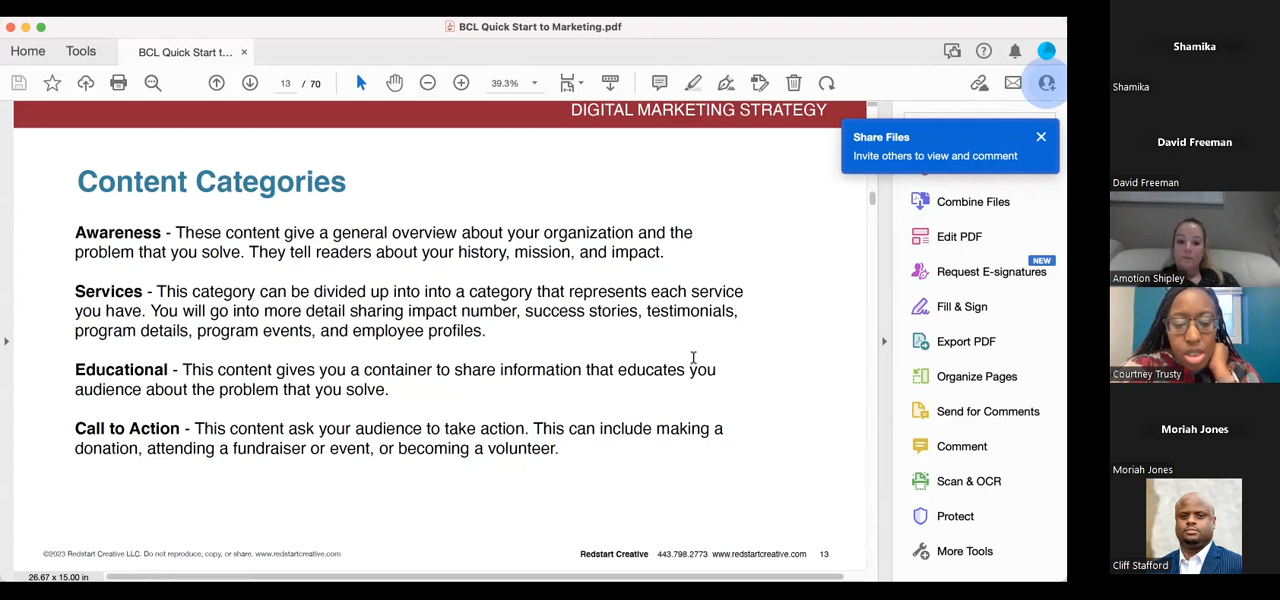 BCL Quick Start to Marketing.pdf
Home Tools BCL Quick Start t... ×
13 / 70 39.3%
DIGITAL MARKETING STRATEGY
Content Categories
Awareness - These content give a general overview about your organization and the
problem that you solve. They tell readers about your history, mission, and impact.
Services - This category can be divided up into into a category that represents each service
you have. You will go into more detail sharing impact number, success stories, testimonials,
program details, program events, and employee profiles.
Educational - This content gives you a container to share information that educates you
audience about the problem that you solve.
Call to Action - This content ask your audience to take action. This can include making a
donation, attending a fundraiser or event, or becoming a volunteer.
©2023 Redstart Creative LLC. Do not reproduce, copy, or share. www.redstartcreative.com
Redstart Creative 443.798.2773 www.redstartcreative.com 13
26.67 x 15.00 in
Share Files
Invite others to view and comment
Combine Files
Edit PDF
NEW
Request E-signatures
Fill & Sign
Export PDF
Organize Pages
Send for Comments
Comment
Scan & OCR
Protect
More Tools
Shamika
Shamika
David Freeman
David Freeman
Amotion Shipley
Courtney Trusty
Moriah Jones
Moriah Jones
Cliff Stafford